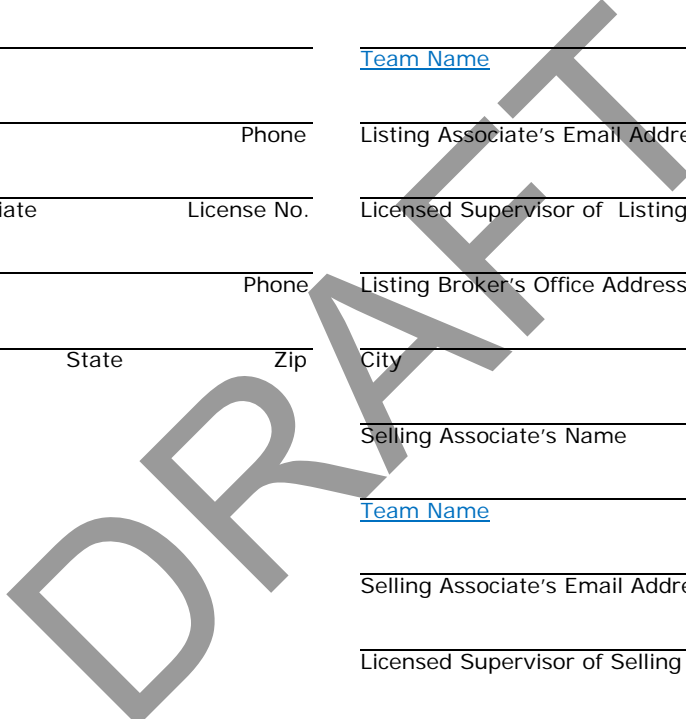 Phone
iate License No.
Phone
State Zip
Team Name
Listing Associate's Email Addre
Licensed Supervisor of Listing
Listing Broker's Office Address
City
Selling Associate's Name
Team Name
Selling Associate's Email Addre
Licensed Supervisor of Selling
DRAFT